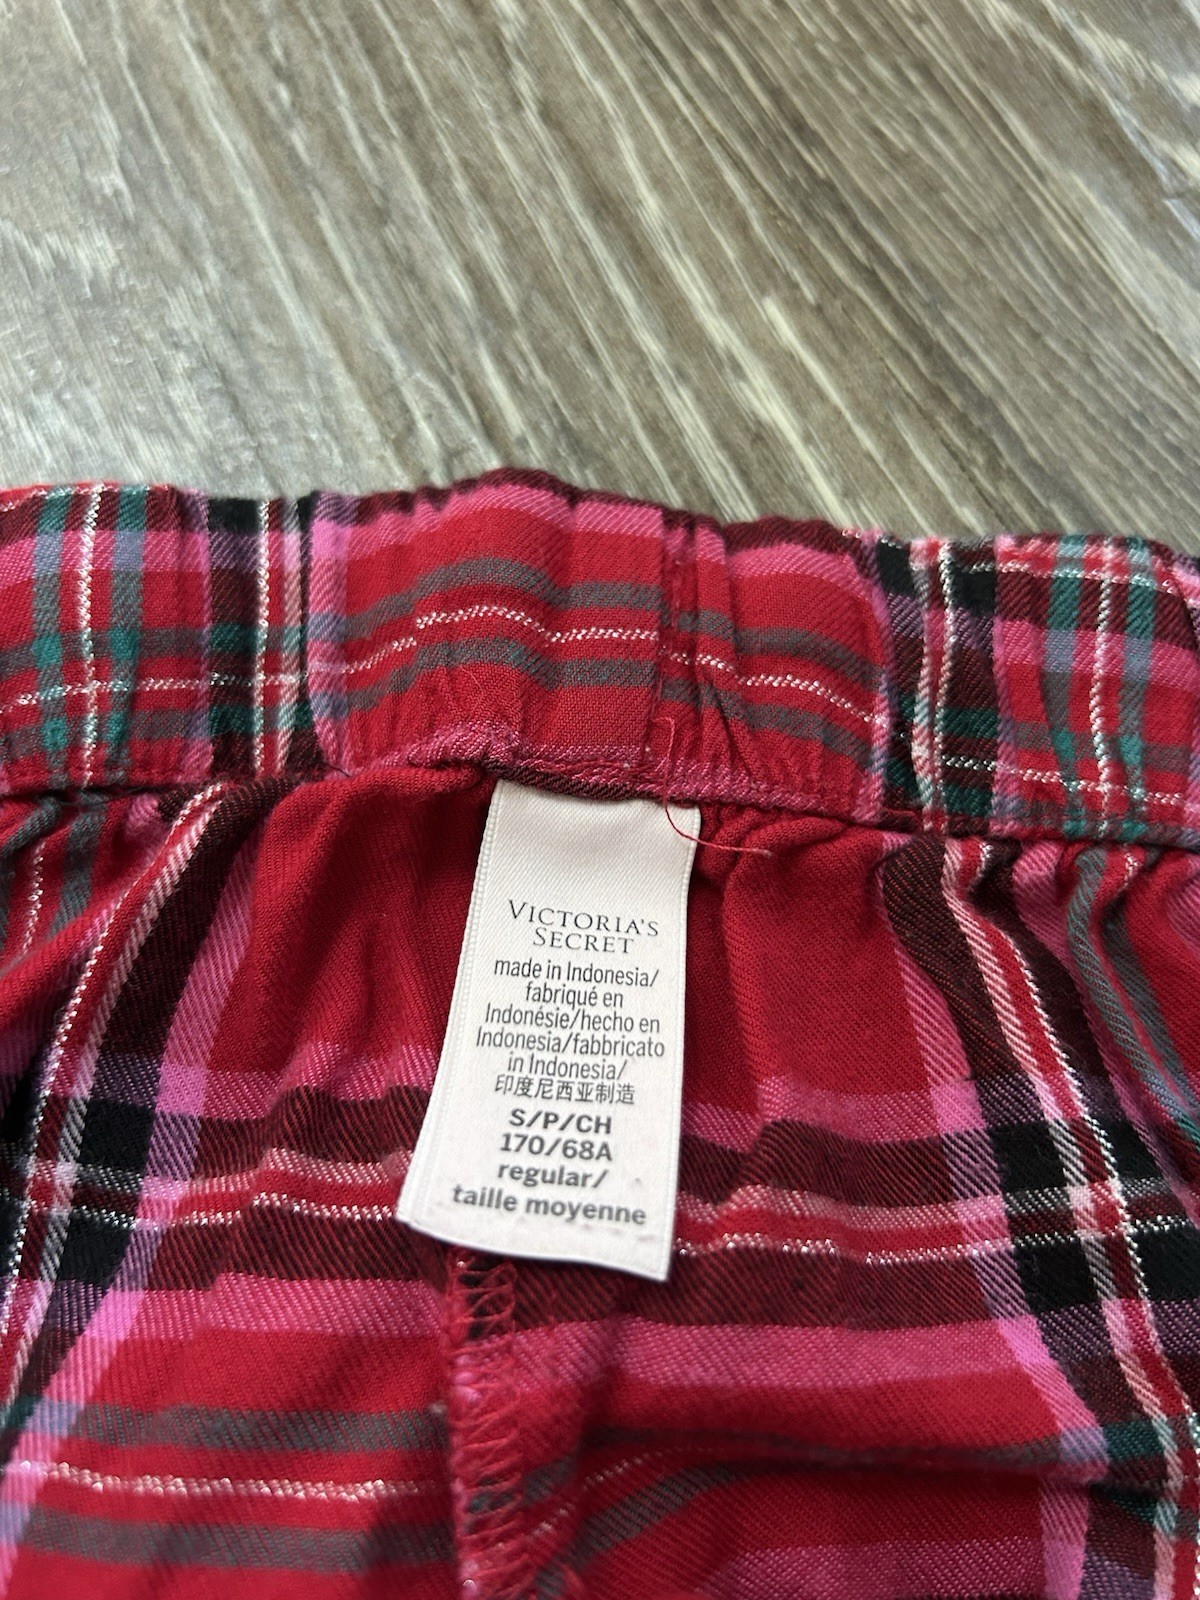 VICTORIA'S
SECRET
made in Indonesia/
fabriqué en
Indonésie/hecho en
Indonesia/fabbricato
in Indonesia/
印度尼西亚制造
S/P/CH
170/68A
regular/
taille moyenne